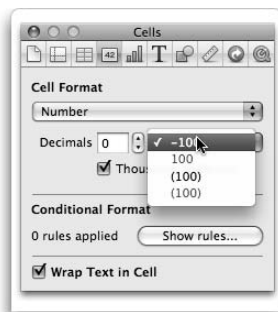 Cells
42
Cell Format
Number
Decimals 0 ✓ -100
100
Thou
(100)
(100)
Conditional Format
0 rules applied Show rules...
Wrap Text in Cell